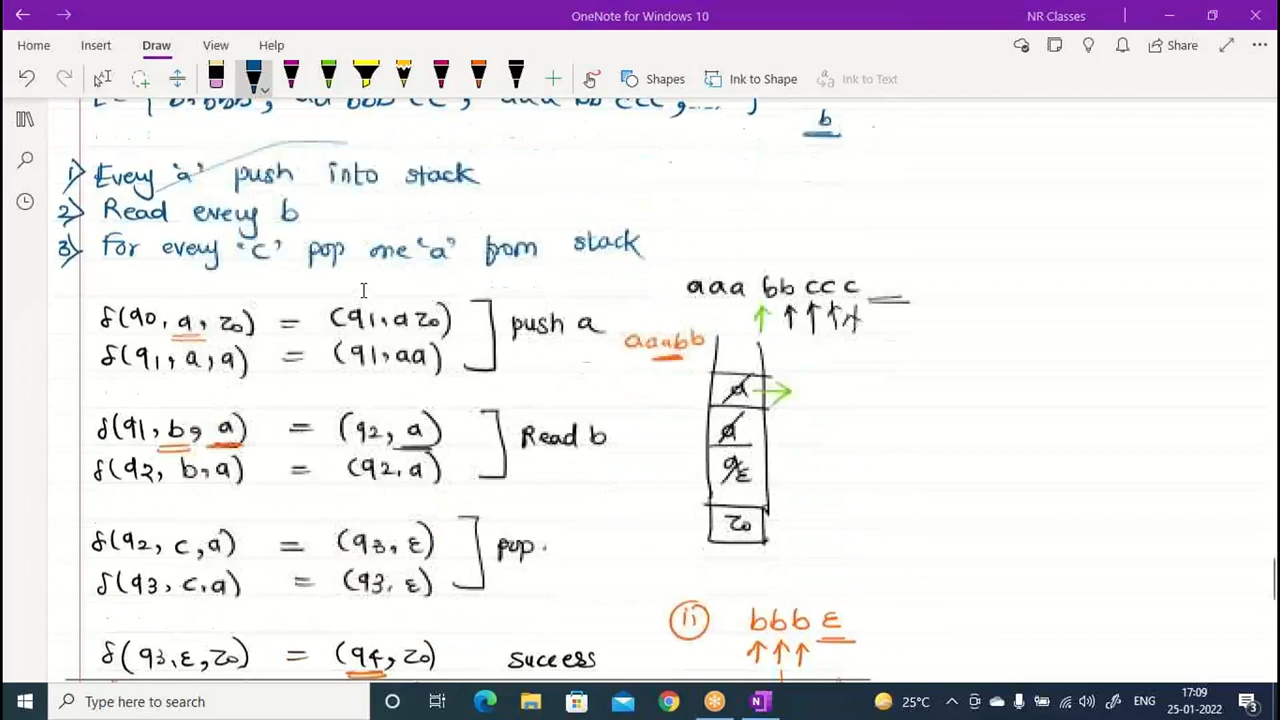 OneNote for Windows 10
NR Classes
Home Insert Draw View Help
Share
Shapes Ink to Shape Ink to Text
b
1) Every 'a' push into stack
2) Read every b
3) For every 'c' pop one 'a' from stack
aaa bb ccc
δ(q0, a, z0) = (q1, a z0) push a
δ(q1, a, a) = (q1, aa)
aaabb
a
δ(q1, b, a) = (q2, a) Read b
a
δ(q2, b, a) = (q2, a)
a/ε
z0
δ(q2, c, a) = (q3, ε) pop.
δ(q3, c, a) = (q3, ε)
ii) bbb ε
δ(q3, ε, z0) = (q4, z0) success
Type here to search
25°C
ENG
17:09
25-01-2022
3